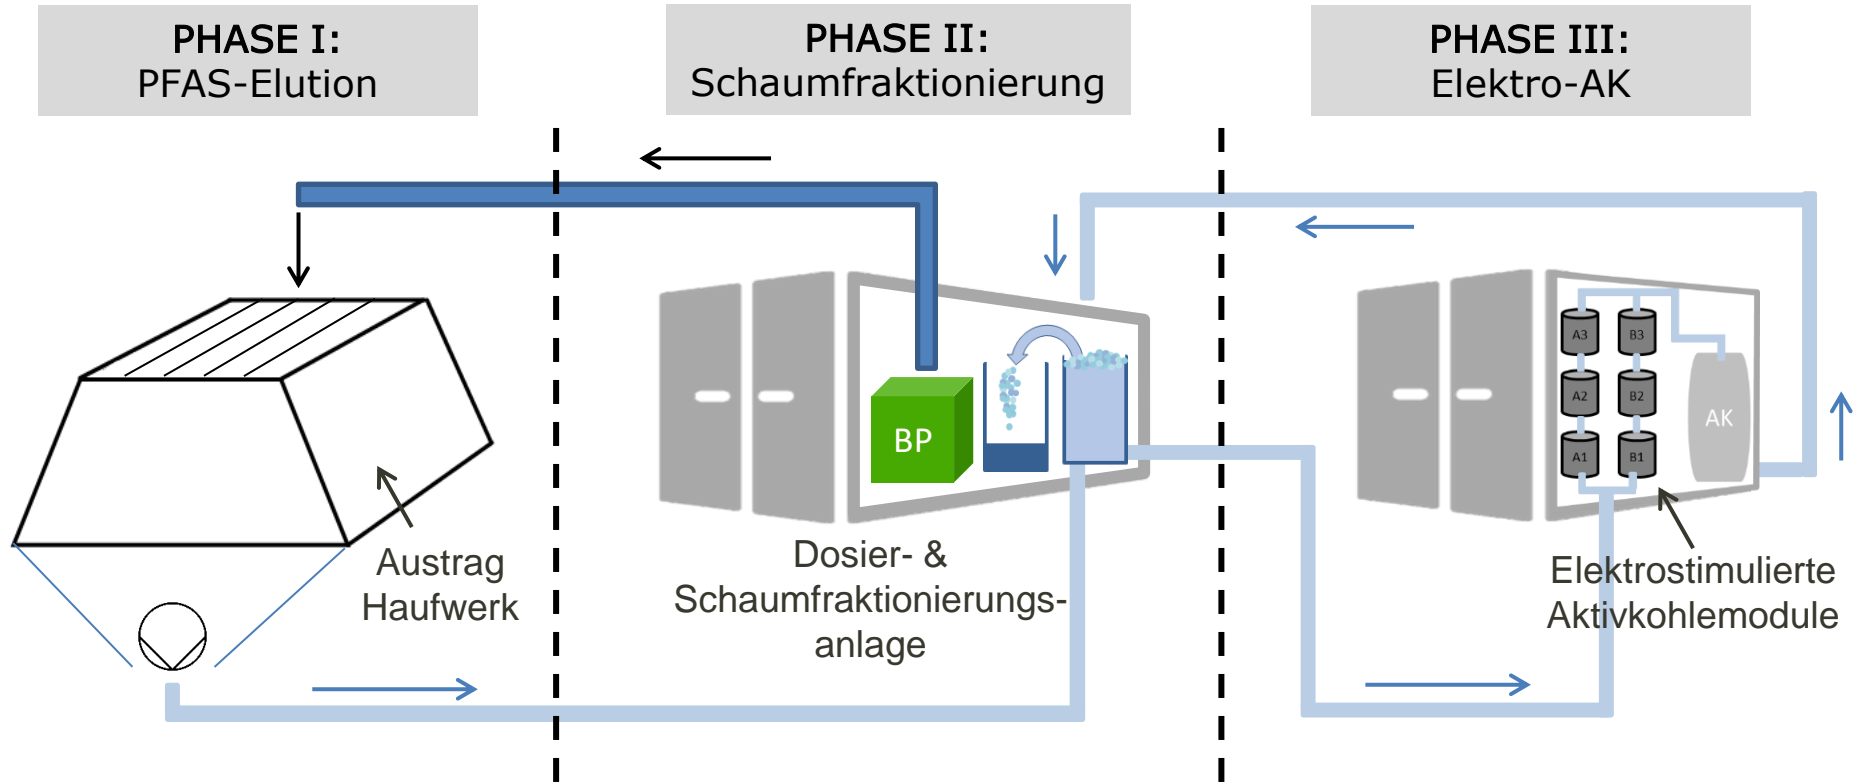 PHASE I:
PFAS-Elution
PHASE II:
Schaumfraktionierung
PHASE III:
Elektro-AK
Austrag
Haufwerk
BP
Dosier- &
Schaumfraktionierungs-
anlage
A3
B3
A2
B2
A1
B1
AK
Elektrostimulierte
Aktivkohlemodule